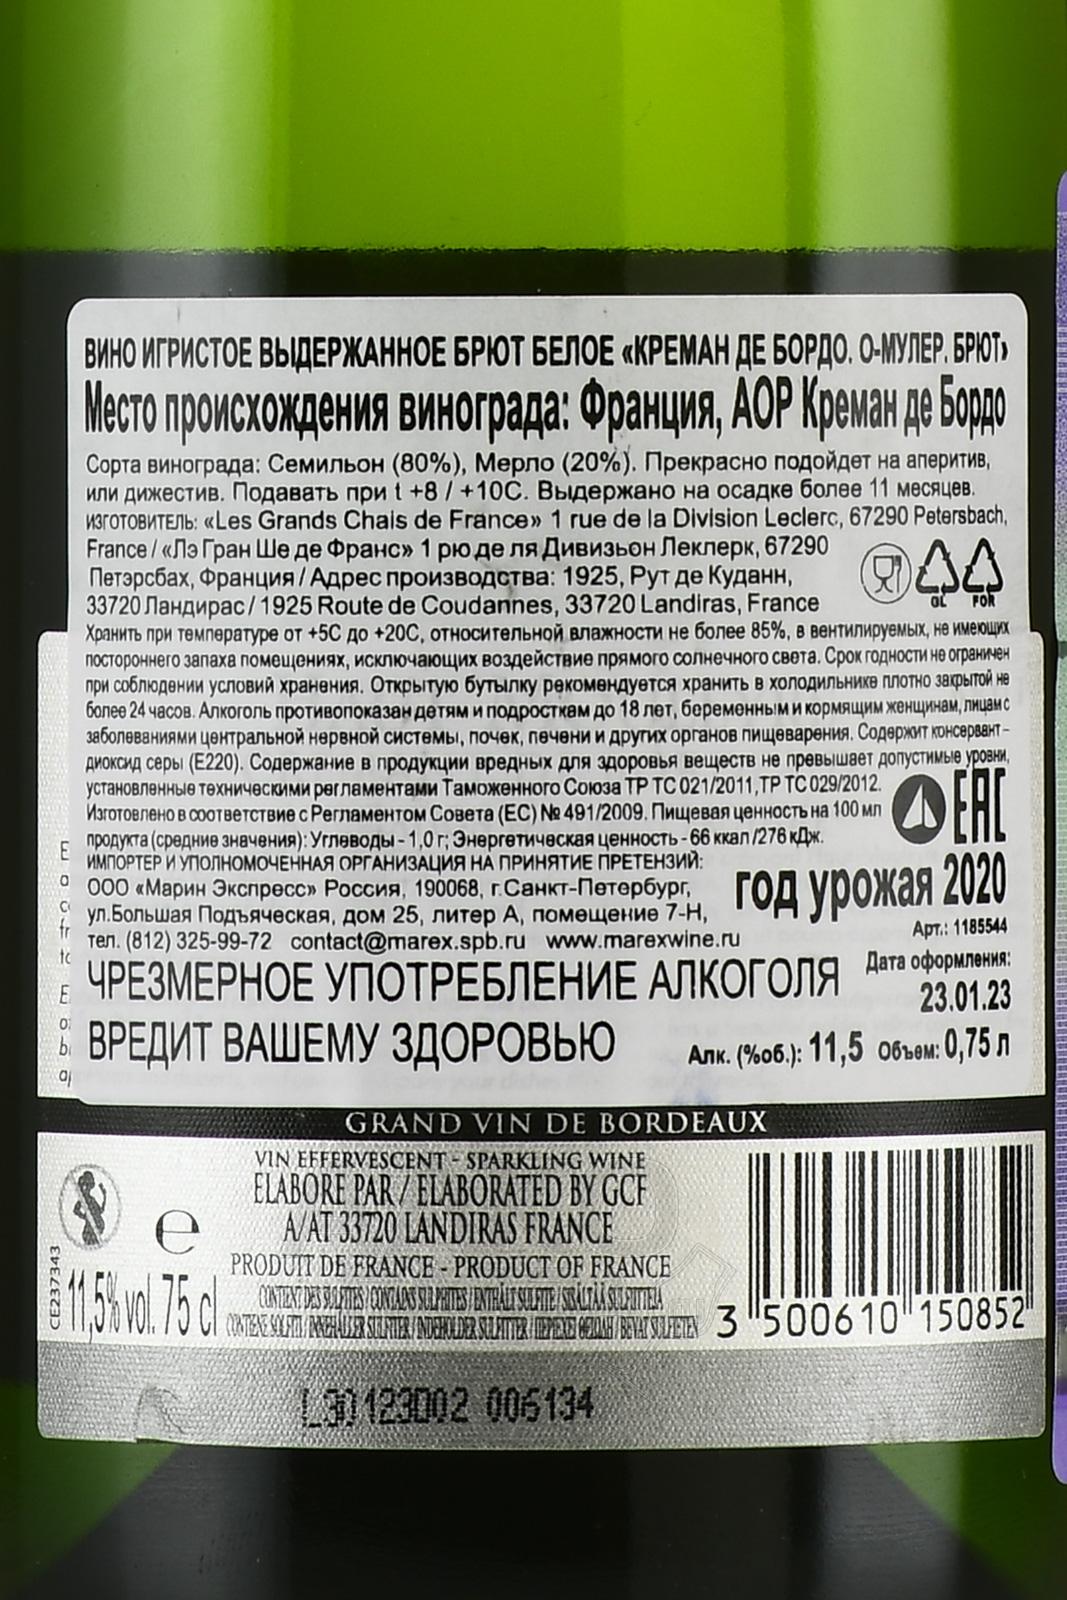 ВИНО ИГРИСТОЕ ВЫДЕРЖАННОЕ БРЮТ БЕЛОЕ «КРЕМАН ДЕ БОРДО. О-МУЛЕР. БРЮТ»
Место происхождения винограда: Франция, АОР Креман де Бордо
Сорта винограда: Семильон (80%), Мерло (20%). Прекрасно подойдет на аперитив,
или дижестив. Подавать при t +8 / +10С. Выдержано на осадке более 11 месяцев.
ИЗГОТОВИТЕЛЬ: «Les Grands Chais de France» 1 rue de la Division Leclerc, 67290 Petersbach,
France / «Лэ Гран Ше де Франс» 1 рю де ля Дивизьон Леклерк, 67290
Петэрсбах, Франция / Адрес производства: 1925, Рут де Куданн,
33720 Ландирас / 1925 Route de Coudannes, 33720 Landiras, France
GL FOR
Хранить при температуре от +5С до +20С, относительной влажности не более 85%, в вентилируемых, не имеющих
постороннего запаха помещениях, исключающих воздействие прямого солнечного света. Срок годности не ограничен
при соблюдении условий хранения. Открытую бутылку рекомендуется хранить в холодильнике плотно закрытой не
более 24 часов. Алкоголь противопоказан детям и подросткам до 18 лет, беременным и кормящим женщинам, лицам с
заболеваниями центральной нервной системы, почек, печени и других органов пищеварения. Содержит консервант –
диоксид серы (Е220). Содержание в продукции вредных для здоровья веществ не превышает допустимые уровни,
установленные техническими регламентами Таможенного Союза ТР ТС 021/2011, ТР ТС 029/2012.
Изготовлено в соответствие с Регламентом Совета (ЕС) № 491/2009. Пищевая ценность на 100 мл
продукта (средние значения): Углеводы - 1,0 г; Энергетическая ценность - 66 ккал /276 кДж.
EAC
ИМПОРТЕР И УПОЛНОМОЧЕННАЯ ОРГАНИЗАЦИЯ НА ПРИНЯТИЕ ПРЕТЕНЗИЙ:
ООО «Марин Экспресс» Россия, 190068, г.Санкт-Петербург,
ул.Большая Подъяческая, дом 25, литер А, помещение 7-Н,
тел. (812) 325-99-72 contact@marex.spb.ru www.marexwine.ru
год урожая 2020
Арт.: 1185544
Дата оформления:
23.01.23
ЧРЕЗМЕРНОЕ УПОТРЕБЛЕНИЕ АЛКОГОЛЯ
ВРЕДИТ ВАШЕМУ ЗДОРОВЬЮ
Алк. (%об.): 11,5 Объем: 0,75 л
GRAND VIN DE BORDEAUX
VIN EFFERVESCENT - SPARKLING WINE
ELABORE PAR / ELABORATED BY GCF
A/AT 33720 LANDIRAS FRANCE
PRODUIT DE FRANCE - PRODUCT OF FRANCE
CONTIENT DES SULFITES / CONTAINS SULPHITES / ENTHÄLT SULFITE / SISÄLTÄÄ SULFIITTEJA
CONTIENE SOLFITI / INNEHÅLLER SULFITER / INDEHOLDER SULFITTER / ΠΕΡΙΕΧΕΙ ΘΕΙΩΔΗ / BEVAT SULFIETEN
CE237343
e
11,5% vol. 75 cl
3 500610 150852
L30123D02 006134